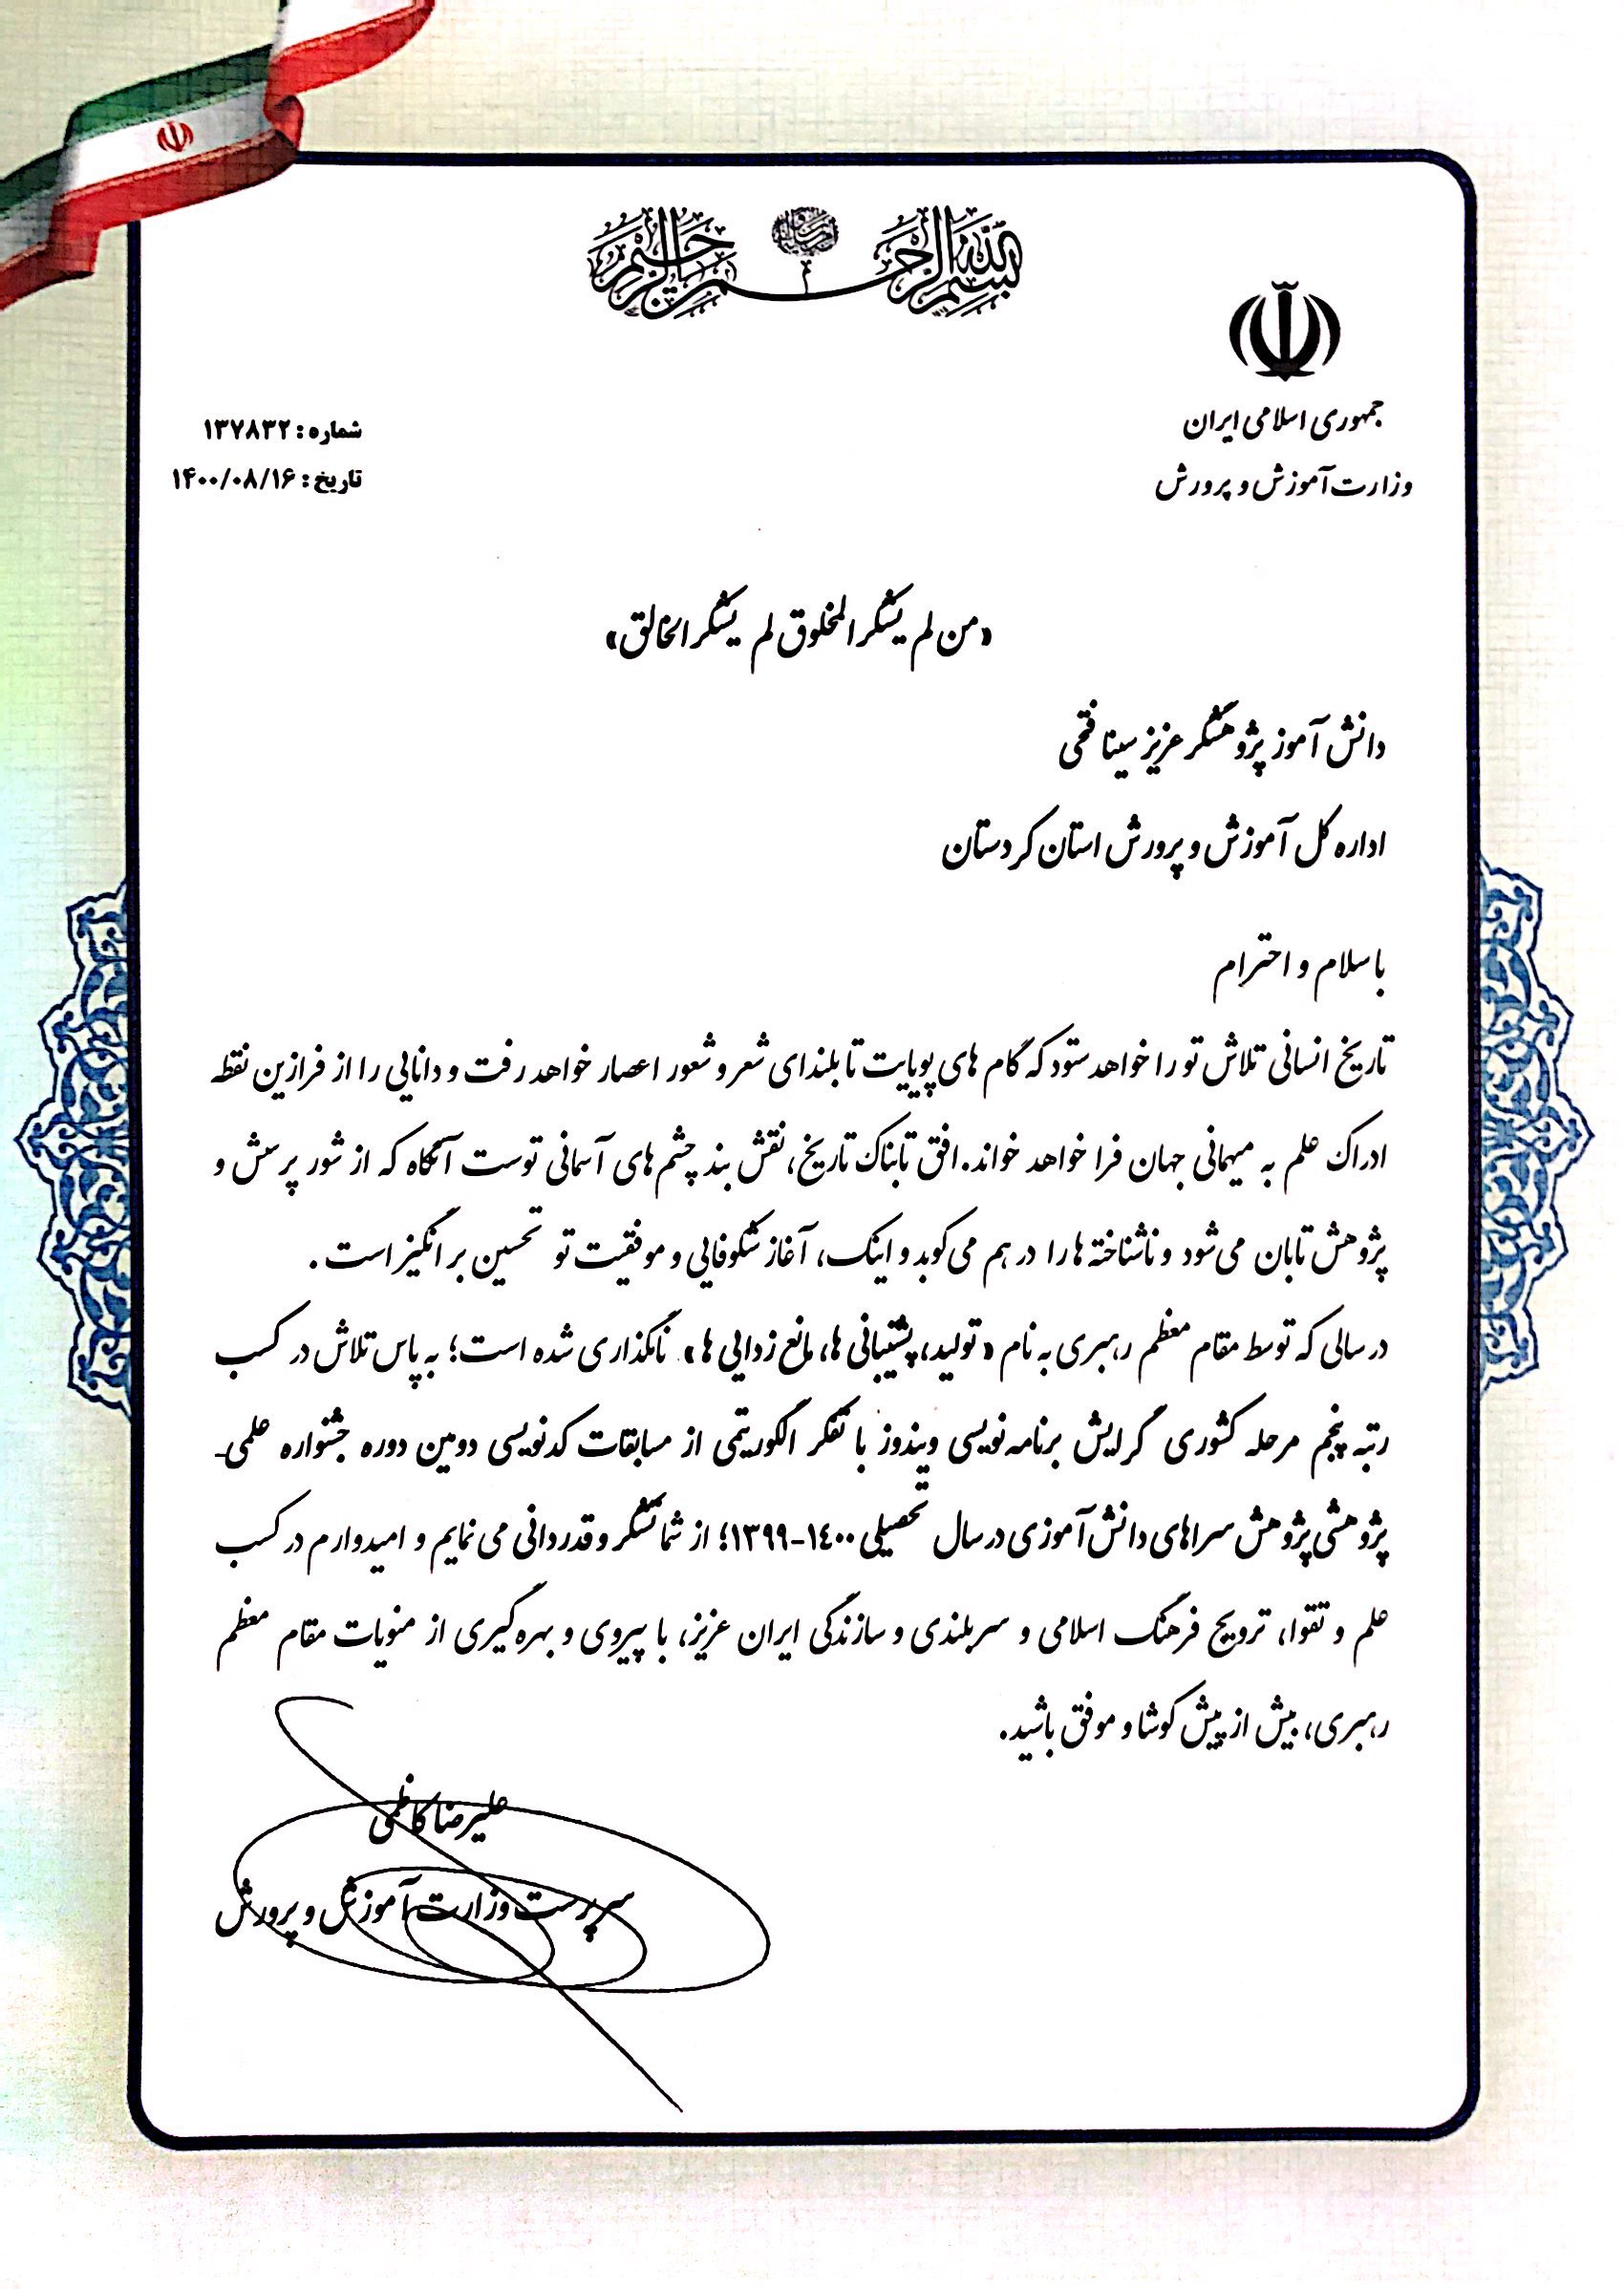 بسم الله الرحمن الرحیم
جمهوری اسلامی ایران
وزارت آموزش و پرورش
شماره: ۱۳۷۸۳۲
تاریخ: ۱۴۰۰/۰۸/۱۶
«من لم یشکر المخلوق لم یشکر الخالق»
دانش آموز پژوهشگر عزیز سینا فتحی
اداره کل آموزش و پرورش استان کردستان
با سلام و احترام
تاریخ انسانی تلاش تو را خواهد ستود که گام های پویایت تا بلندای شعر و شعور اعصار خواهد رفت و دانایی را از فرازین نقطه
ادراک علم به میهمانی جهان فرا خواهد خواند. افق تابناک تاریخ، نقش بند چشم های آسمانی توست آنگاه که از شور پرسش و
پژوهش تابان می شود و ناشناخته ها را در هم می کوبد و اینک، آغاز شکوفایی و موفقیت تو تحسین بر انگیز است.
در سالی که توسط مقام معظم رهبری به نام «تولید، پشتیبانی ها، مانع زدایی ها» نامگذاری شده است؛ به پاس تلاش در کسب
رتبه پنجم مرحله کشوری گرایش برنامه نویسی ویندوز با تفکر الگوریتمی از مسابقات کدنویسی دومین دوره جشنواره علمی-
پژوهشی پژوهش سراهای دانش آموزی در سال تحصیلی ۱۴۰۰-۱۳۹۹؛ از شما تشکر و قدردانی می نمایم و امیدوارم در کسب
علم و تقوا، ترویج فرهنگ اسلامی و سربلندی و سازندگی ایران عزیز، با پیروی و بهره گیری از منویات مقام معظم
رهبری، بیش از پیش کوشا و موفق باشید.
علیرضا کاظمی
سرپرست وزارت آموزش و پرورش